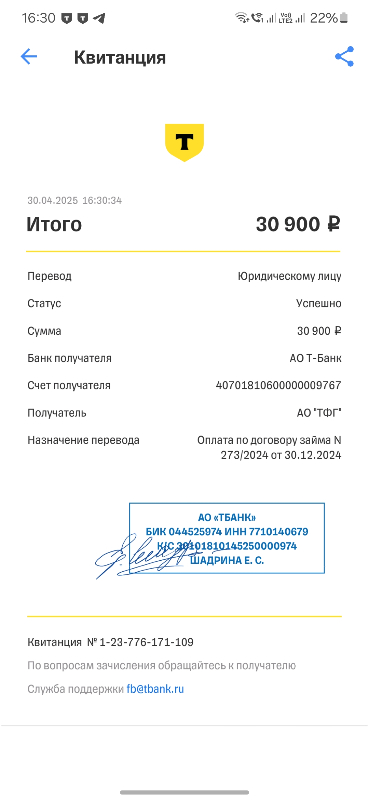 16:30 22%
Квитанция
T
30.04.2025 16:30:34
Итого 30 900 ₽
Перевод Юридическому лицу
Статус Успешно
Сумма 30 900 ₽
Банк получателя АО Т-Банк
Счет получателя 40701810600000009767
Получатель АО "ТФГ"
Назначение перевода Оплата по договору займа N
273/2024 от 30.12.2024
АО «ТБАНК»
БИК 044525974 ИНН 7710140679
К/С 30101810145250000974
ШАДРИНА Е. С.
Квитанция № 1-23-776-171-109
По вопросам зачисления обращайтесь к получателю
Служба поддержки fb@tbank.ru